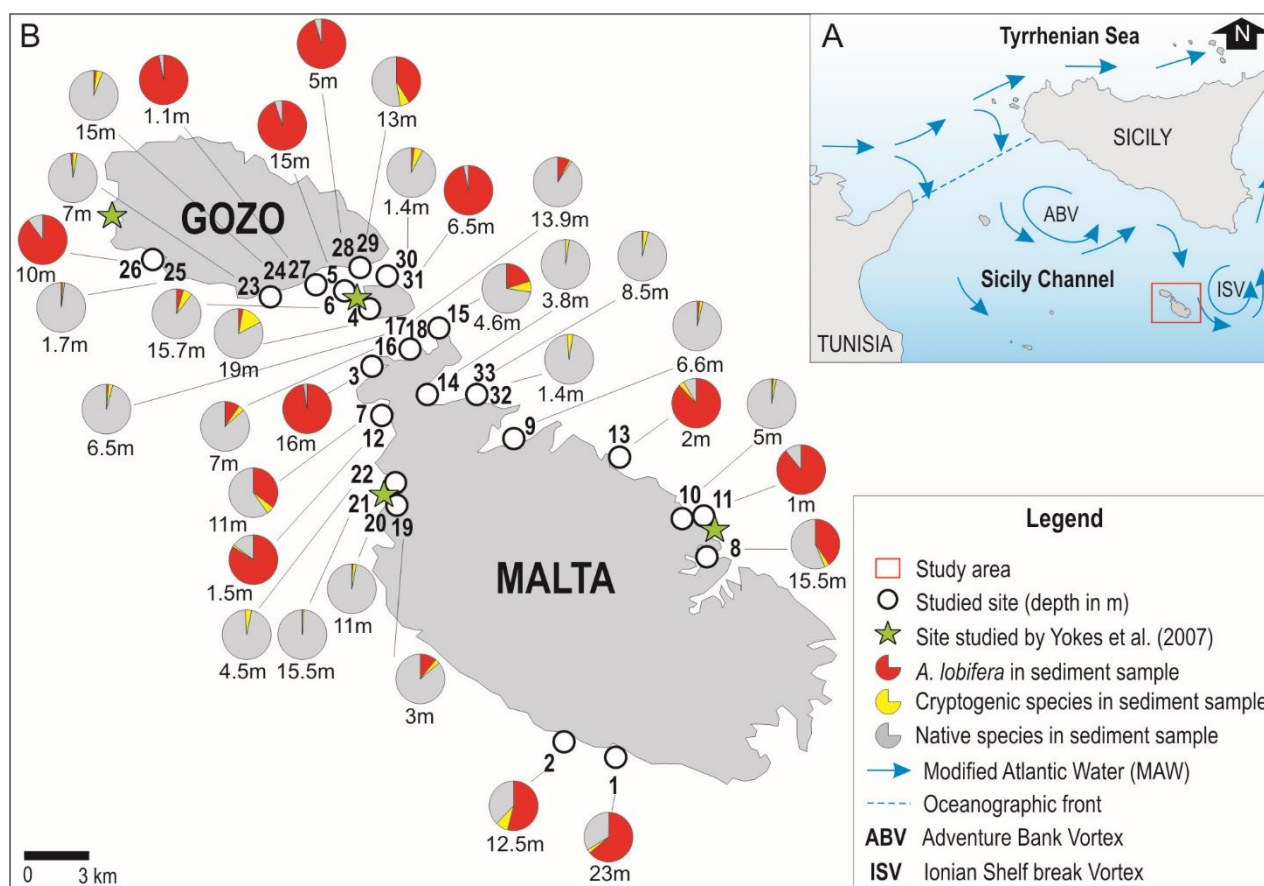 B
5m
13m
1.1m
15m
15m
1.4m
6.5m
13.9m
7m
GOZO
10m
28
29
30
31
27
5
24
23
6
4
26
25
3.8m
8.5m
1.7m
15.7m
19m
4.6m
15
17
18
16
3
14
33
32
1.4m
6.6m
6.5m
7m
16m
7
12
9
13
2m
5m
11m
22
21
20
19
10
11
1m
8
15.5m
MALTA
1.5m
11m
4.5m
15.5m
3m
2
1
12.5m
23m
0 3 km
A
Tyrrhenian Sea
N
SICILY
ABV
Sicily Channel
ISV
TUNISIA
Legend
Study area
Studied site (depth in m)
Site studied by Yokes et al. (2007)
A. lobifera in sediment sample
Cryptogenic species in sediment sample
Native species in sediment sample
Modified Atlantic Water (MAW)
Oceanographic front
ABV Adventure Bank Vortex
ISV Ionian Shelf break Vortex